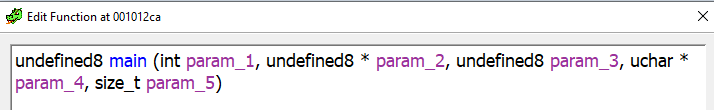 Edit Function at 001012ca
undefined8 main (int param_1, undefined8 * param_2, undefined8 param_3, uchar *
param_4, size_t param_5)